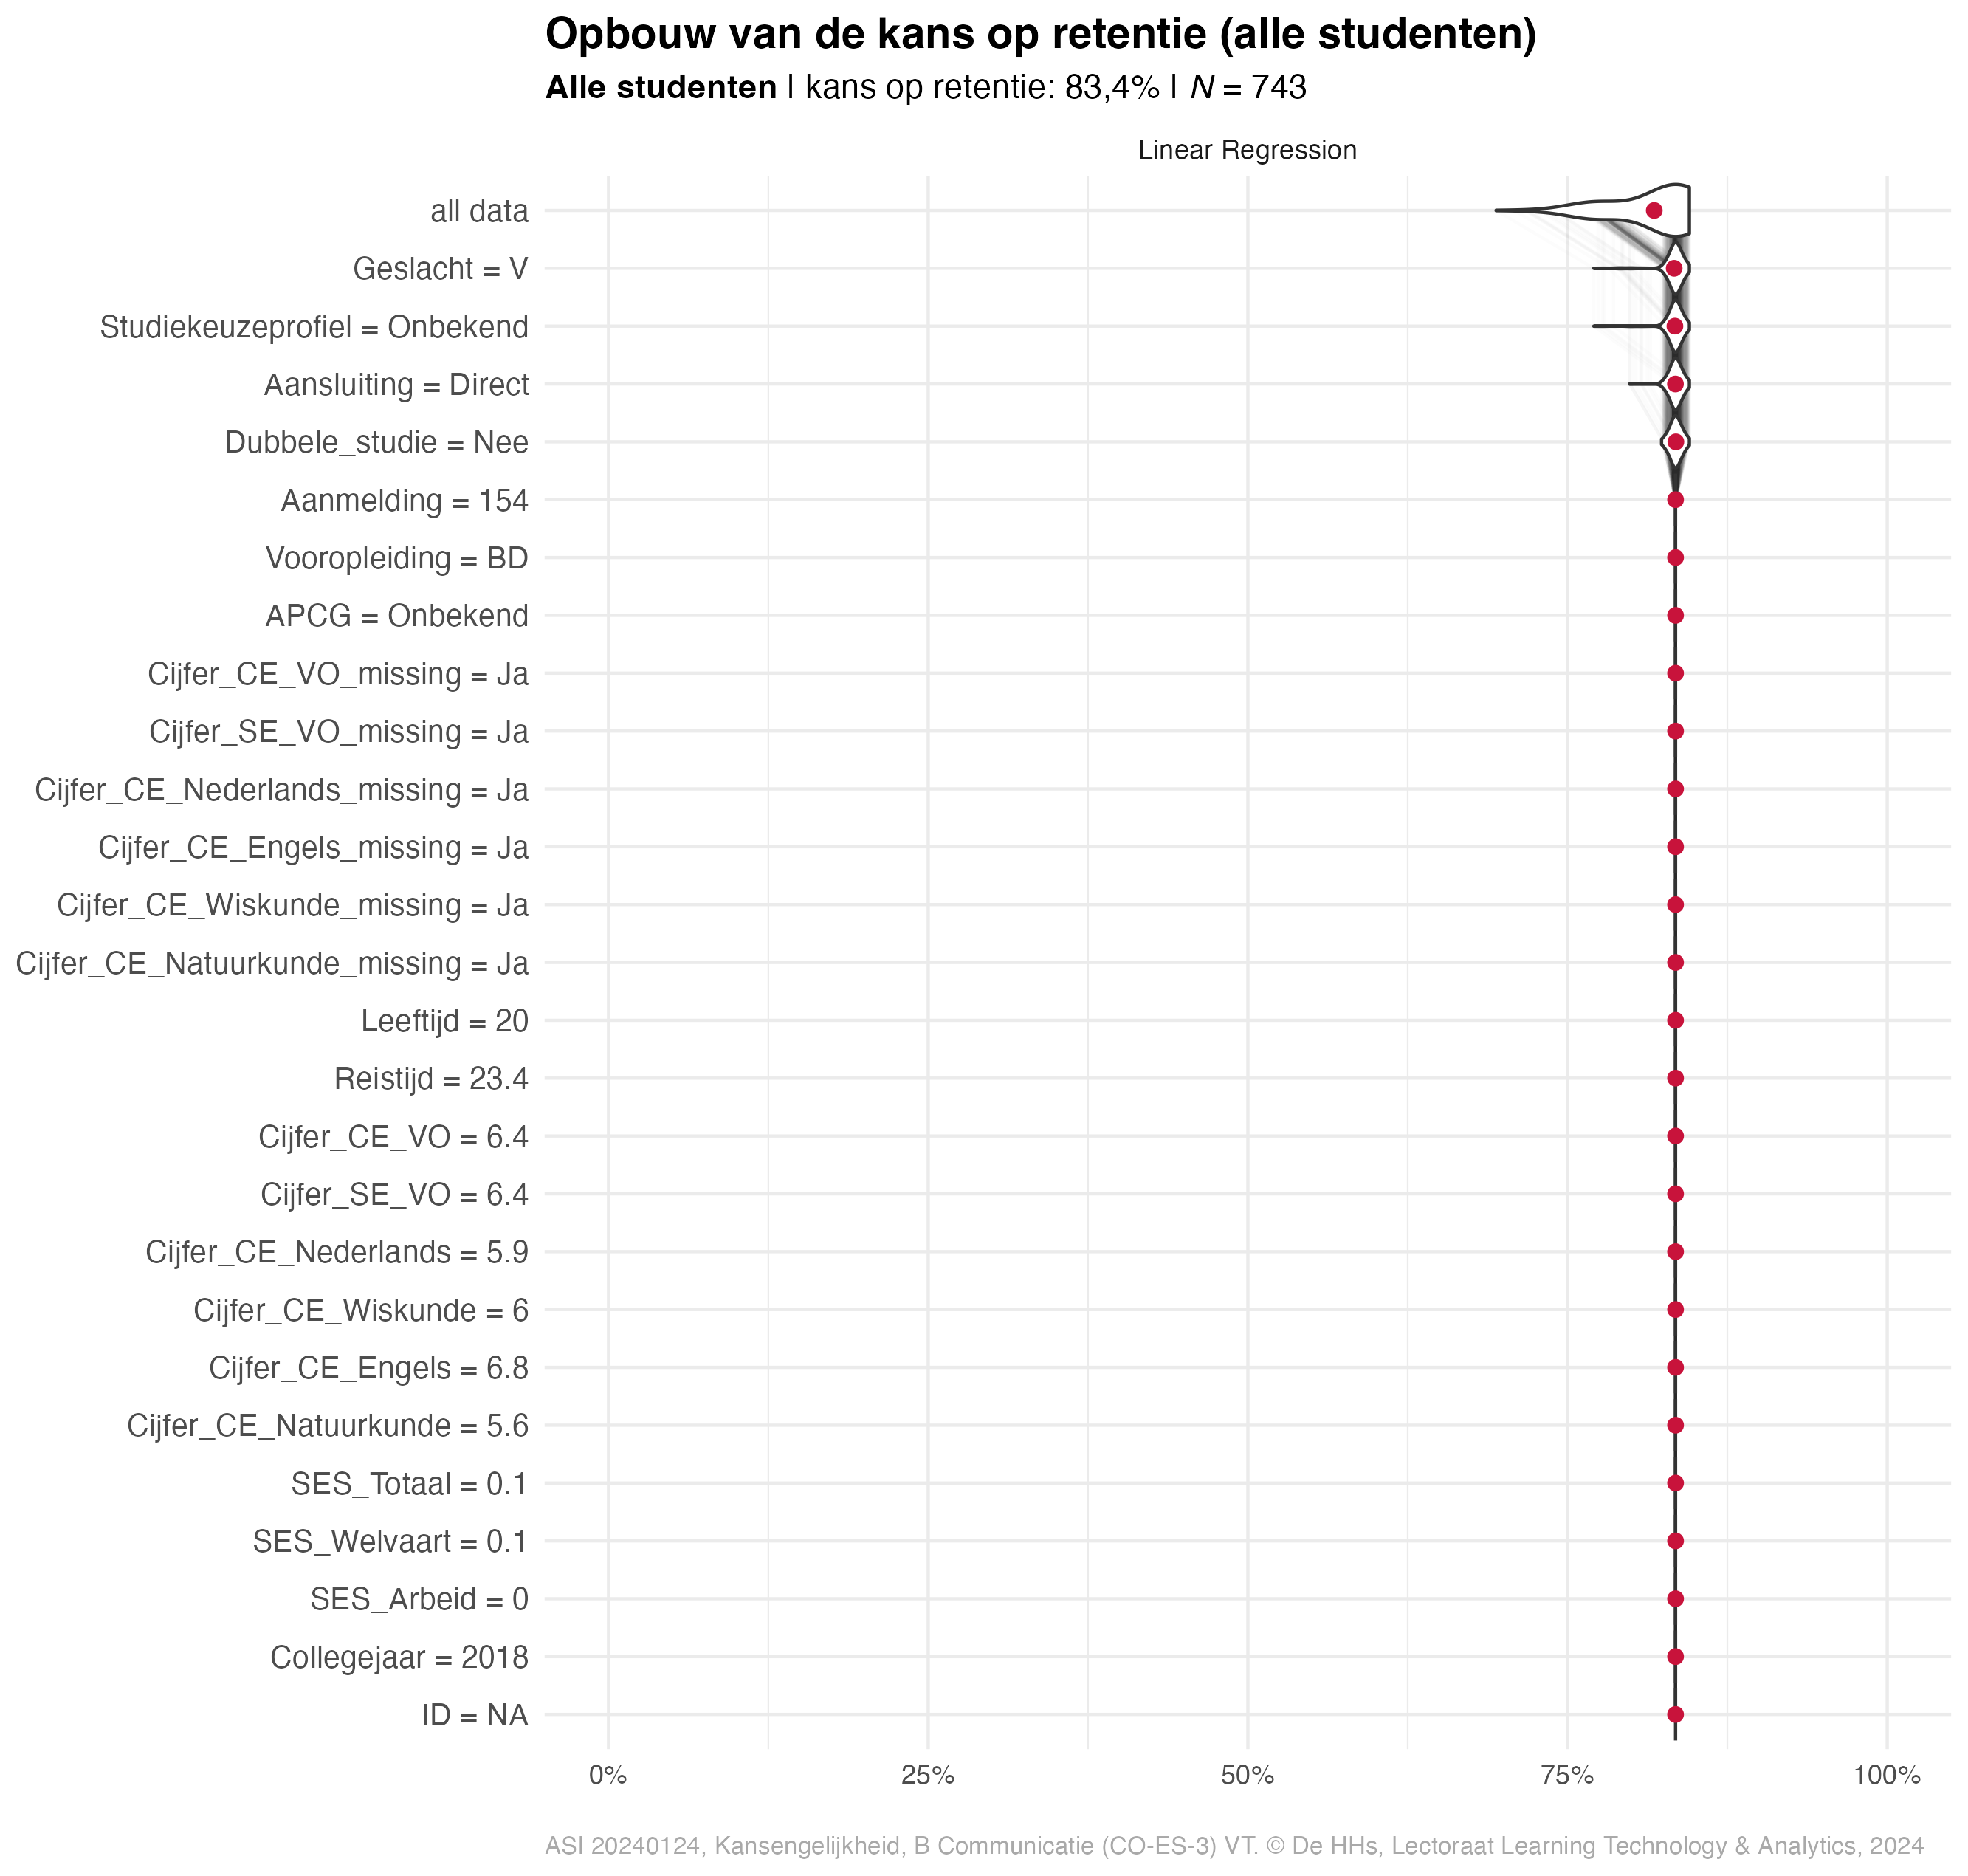 Opbouw van de kans op retentie (alle studenten)
Alle studenten | kans op retentie: 83,4% | N = 743
Linear Regression
all data
Geslacht = V
Studiekeuzeprofiel = Onbekend
Aansluiting = Direct
Dubbele_studie = Nee
Aanmelding = 154
Vooropleiding = BD
APCG = Onbekend
Cijfer_CE_VO_missing = Ja
Cijfer_SE_VO_missing = Ja
Cijfer_CE_Nederlands_missing = Ja
Cijfer_CE_Engels_missing = Ja
Cijfer_CE_Wiskunde_missing = Ja
Cijfer_CE_Natuurkunde_missing = Ja
Leeftijd = 20
Reistijd = 23.4
Cijfer_CE_VO = 6.4
Cijfer_SE_VO = 6.4
Cijfer_CE_Nederlands = 5.9
Cijfer_CE_Wiskunde = 6
Cijfer_CE_Engels = 6.8
Cijfer_CE_Natuurkunde = 5.6
SES_Totaal = 0.1
SES_Welvaart = 0.1
SES_Arbeid = 0
Collegejaar = 2018
ID = NA
0% 25% 50% 75% 100%
ASI 20240124, Kansengelijkheid, B Communicatie (CO-ES-3) VT. © De HHs, Lectoraat Learning Technology & Analytics, 2024